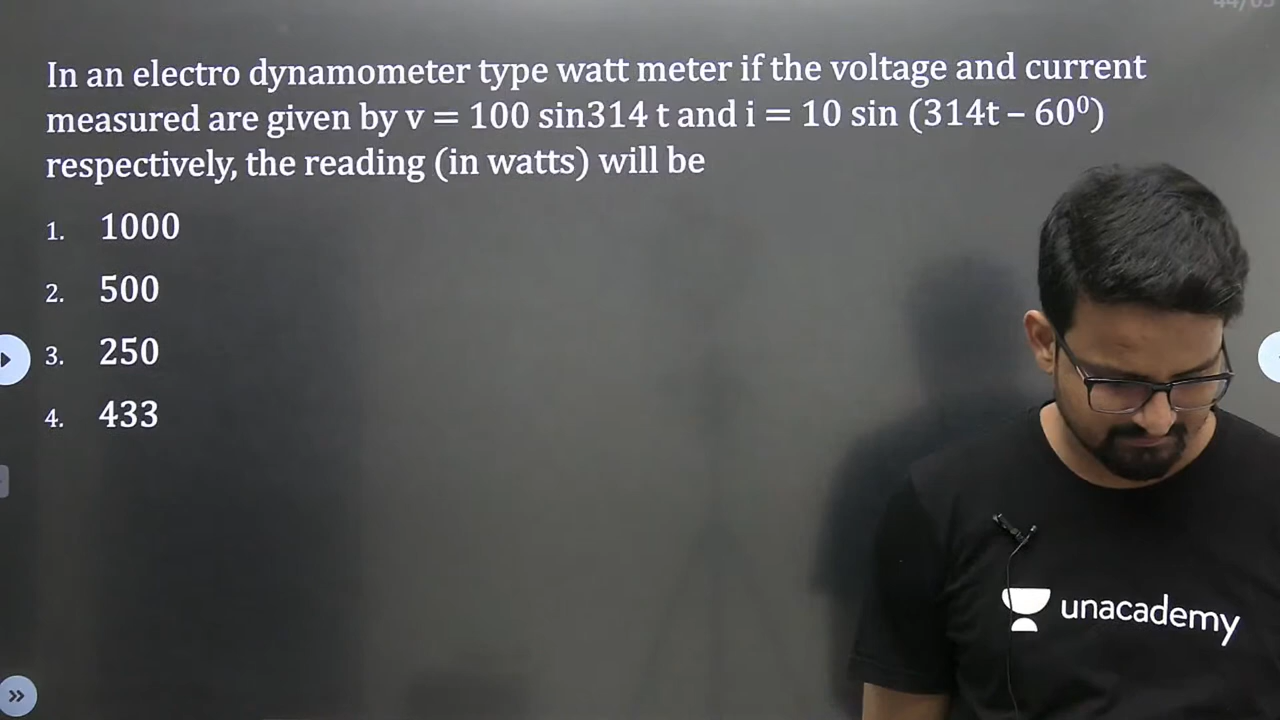 In an electro dynamometer type watt meter if the voltage and current
measured are given by v = 100 sin314 t and i = 10 sin (314t – 60⁰)
respectively, the reading (in watts) will be
1. 1000
2. 500
3. 250
4. 433
unacademy